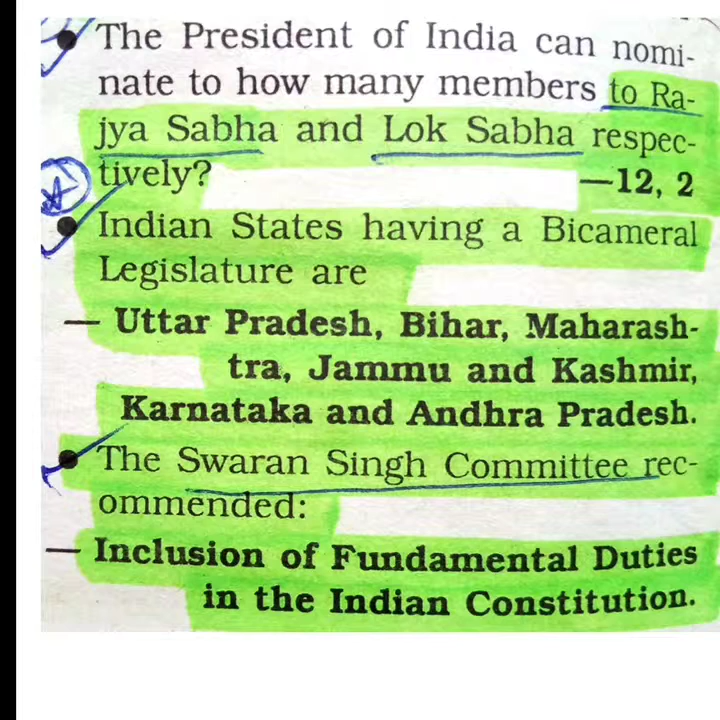 • The President of India can nomi-
nate to how many members to Ra-
jya Sabha and Lok Sabha respec-
tively? —12, 2
• Indian States having a Bicameral
Legislature are
— Uttar Pradesh, Bihar, Maharash-
tra, Jammu and Kashmir,
Karnataka and Andhra Pradesh.
• The Swaran Singh Committee rec-
ommended:
— Inclusion of Fundamental Duties
in the Indian Constitution.